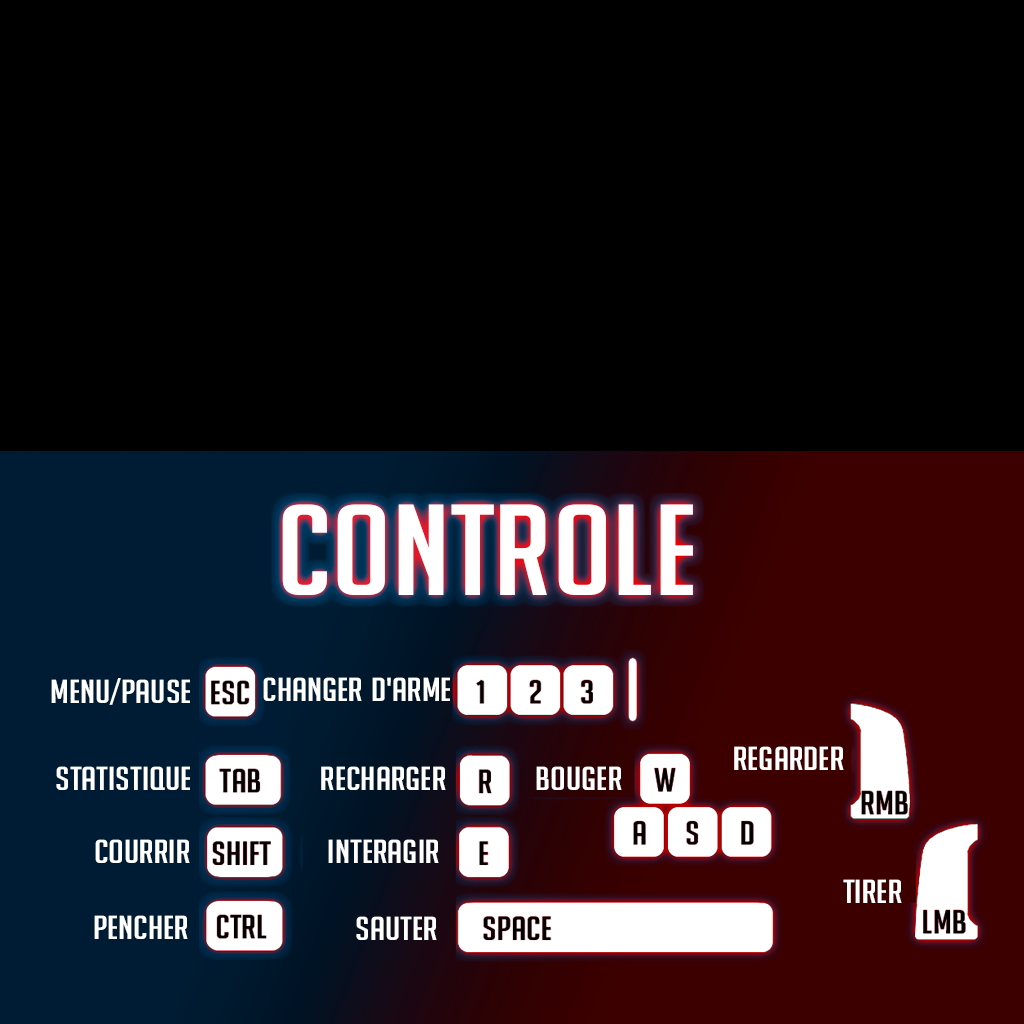 CONTROLE
MENU/PAUSE ESC CHANGER D'ARME 1 2 3
STATISTIQUE TAB RECHARGER R BOUGER W REGARDER RMB
A S D
COURRIR SHIFT INTERAGIR E
TIRER LMB
PENCHER CTRL SAUTER SPACE